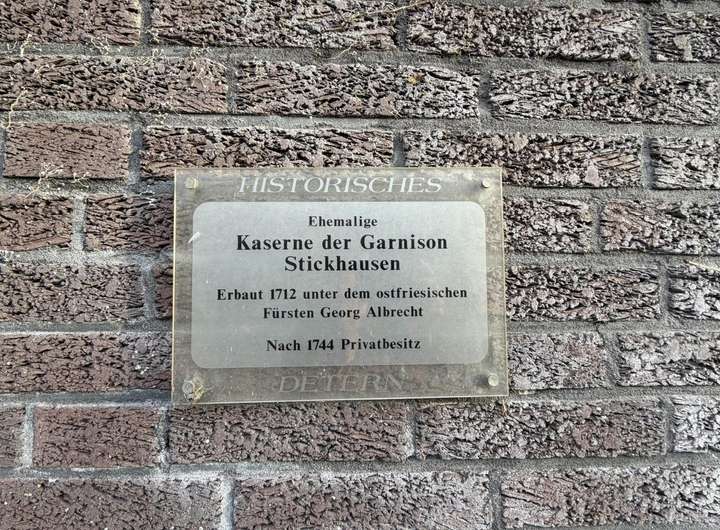 HISTORISCHES
Ehemalige
Kaserne der Garnison
Stickhausen
Erbaut 1712 unter dem ostfriesischen
Fürsten Georg Albrecht
Nach 1744 Privatbesitz
DETERN